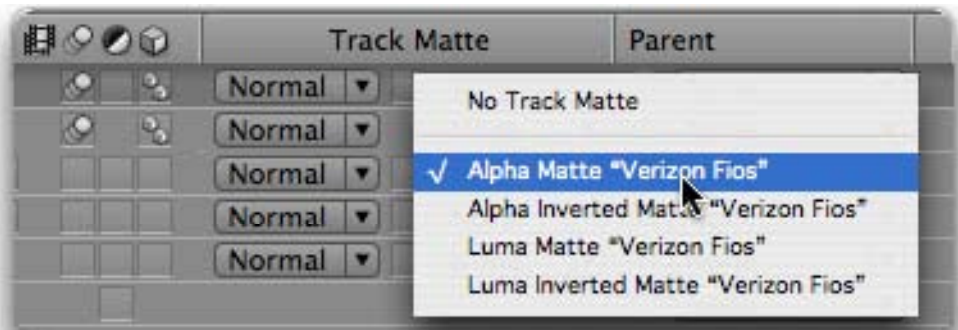 Track Matte Parent
Normal
No Track Matte
Normal
Normal
√ Alpha Matte “Verizon Fios”
Normal
Alpha Inverted Matte “Verizon Fios”
Luma Matte “Verizon Fios”
Normal
Luma Inverted Matte “Verizon Fios”